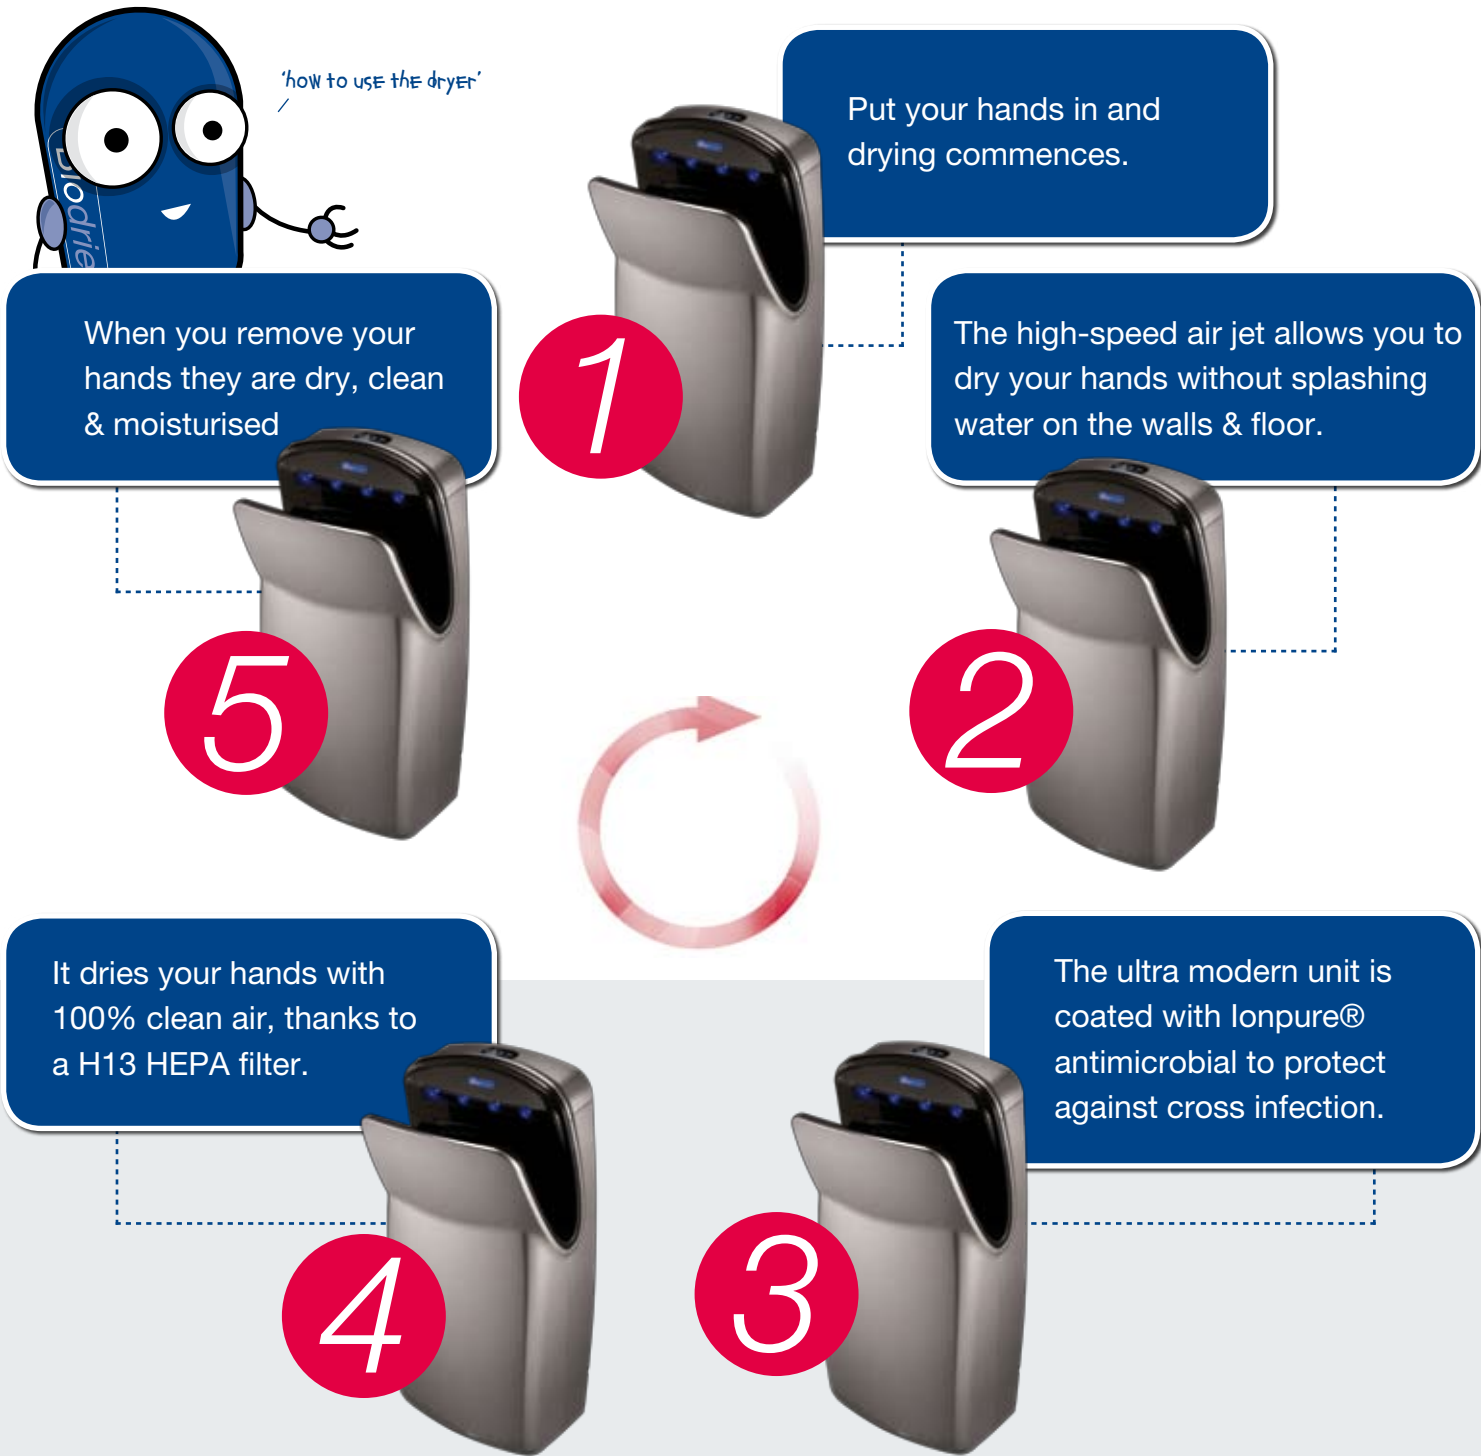 'how to use the dryer'
Biodrie
Put your hands in and
drying commences.
1
The high-speed air jet allows you to
dry your hands without splashing
water on the walls & floor.
2
The ultra modern unit is
coated with Ionpure®
antimicrobial to protect
against cross infection.
3
It dries your hands with
100% clean air, thanks to
a H13 HEPA filter.
4
When you remove your
hands they are dry, clean
& moisturised
5